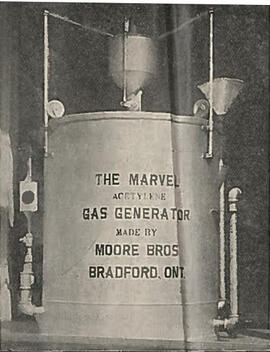 THE MARVEL
ACETYLENE
GAS GENERATOR
MADE BY
MOORE BROS
BRADFORD, ONT.